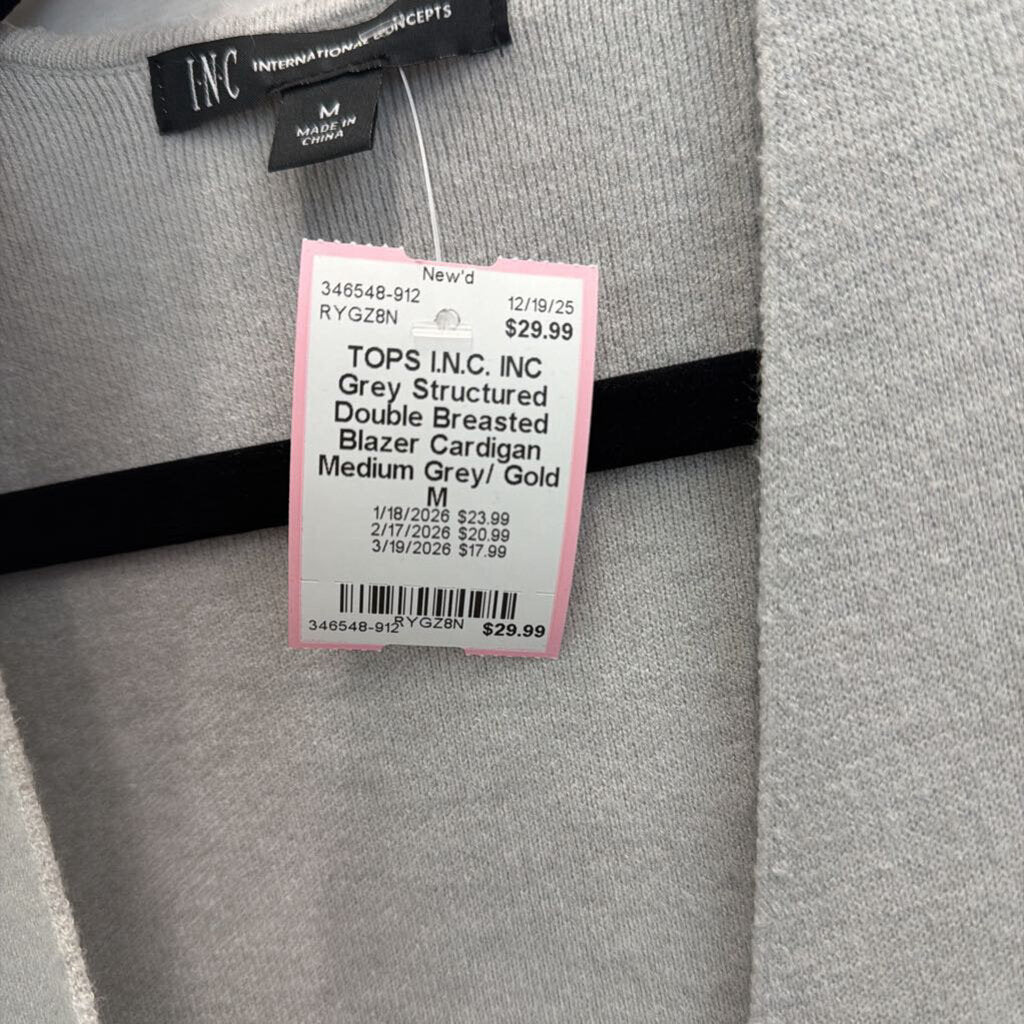 I.N.C INTERNATIONAL CONCEPTS
M
MADE IN
CHINA
New'd
346548-912
12/19/25
RYGZ8N
$29.99
TOPS I.N.C. INC
Grey Structured
Double Breasted
Blazer Cardigan
Medium Grey/ Gold
M
1/18/2026 $23.99
2/17/2026 $20.99
3/19/2026 $17.99
346548-912
RYGZ8N
$29.99